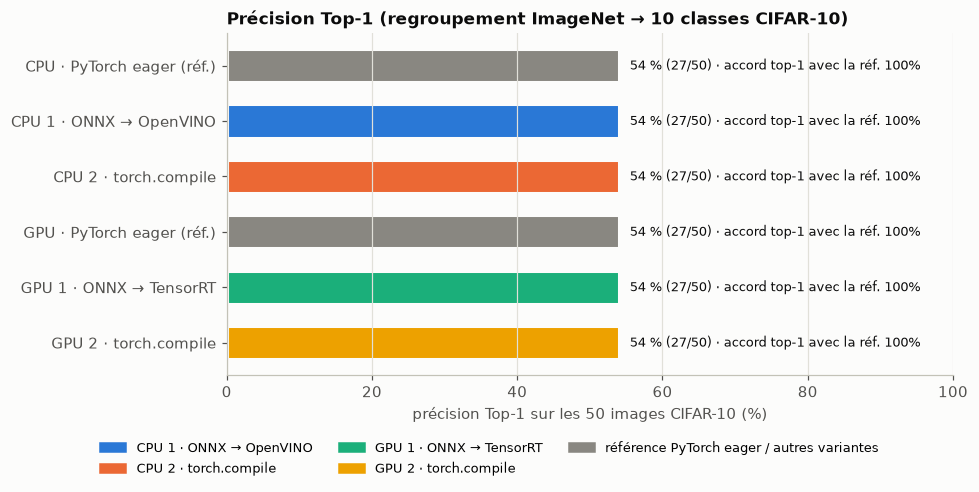 Précision Top-1 (regroupement ImageNet → 10 classes CIFAR-10)
CPU · PyTorch eager (réf.)
54 % (27/50) · accord top-1 avec la réf. 100%
CPU 1 · ONNX → OpenVINO
54 % (27/50) · accord top-1 avec la réf. 100%
CPU 2 · torch.compile
54 % (27/50) · accord top-1 avec la réf. 100%
GPU · PyTorch eager (réf.)
54 % (27/50) · accord top-1 avec la réf. 100%
GPU 1 · ONNX → TensorRT
54 % (27/50) · accord top-1 avec la réf. 100%
GPU 2 · torch.compile
54 % (27/50) · accord top-1 avec la réf. 100%
0 20 40 60 80 100
précision Top-1 sur les 50 images CIFAR-10 (%)
CPU 1 · ONNX → OpenVINO GPU 1 · ONNX → TensorRT référence PyTorch eager / autres variantes
CPU 2 · torch.compile GPU 2 · torch.compile